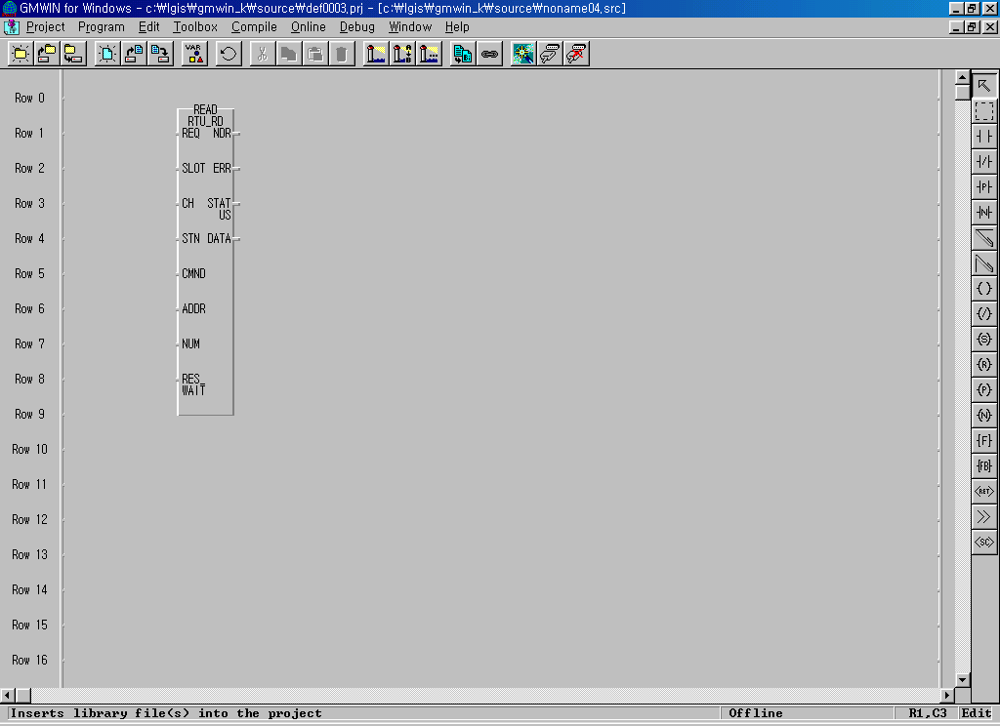 GMWIN for Windows - c:₩lgis₩gmwin_k₩source₩def0003.prj - [c:₩lgis₩gmwin_k₩source₩noname04.src]
Project Program Edit Toolbox Compile Online Debug Window Help
VAR
Row 0
READ
RTU_RD
Row 1 REQ NDR
Row 2 SLOT ERR
Row 3 CH STAT
US
Row 4 STN DATA
Row 5 CMND
Row 6 ADDR
Row 7 NUM
Row 8 RES_
WAIT
Row 9
Row 10
Row 11
Row 12
Row 13
Row 14
Row 15
Row 16
P
N
( )
(/)
(S)
(R)
(P)
(N)
{F}
{FB}
<RET>
>>
<SC>
Inserts library file(s) into the project Offline R1,C3 Edit